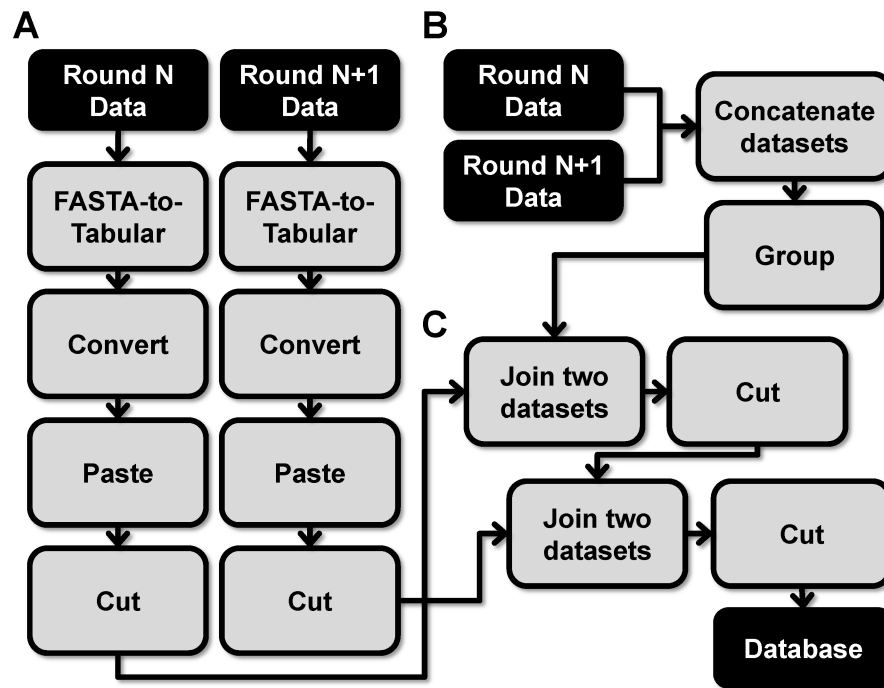 A
Round N
Data
Round N+1
Data
FASTA-to-
Tabular
FASTA-to-
Tabular
Convert
Convert
Paste
Paste
Cut
Cut
B
Round N
Data
Round N+1
Data
Concatenate
datasets
Group
C
Join two
datasets
Cut
Join two
datasets
Cut
Database